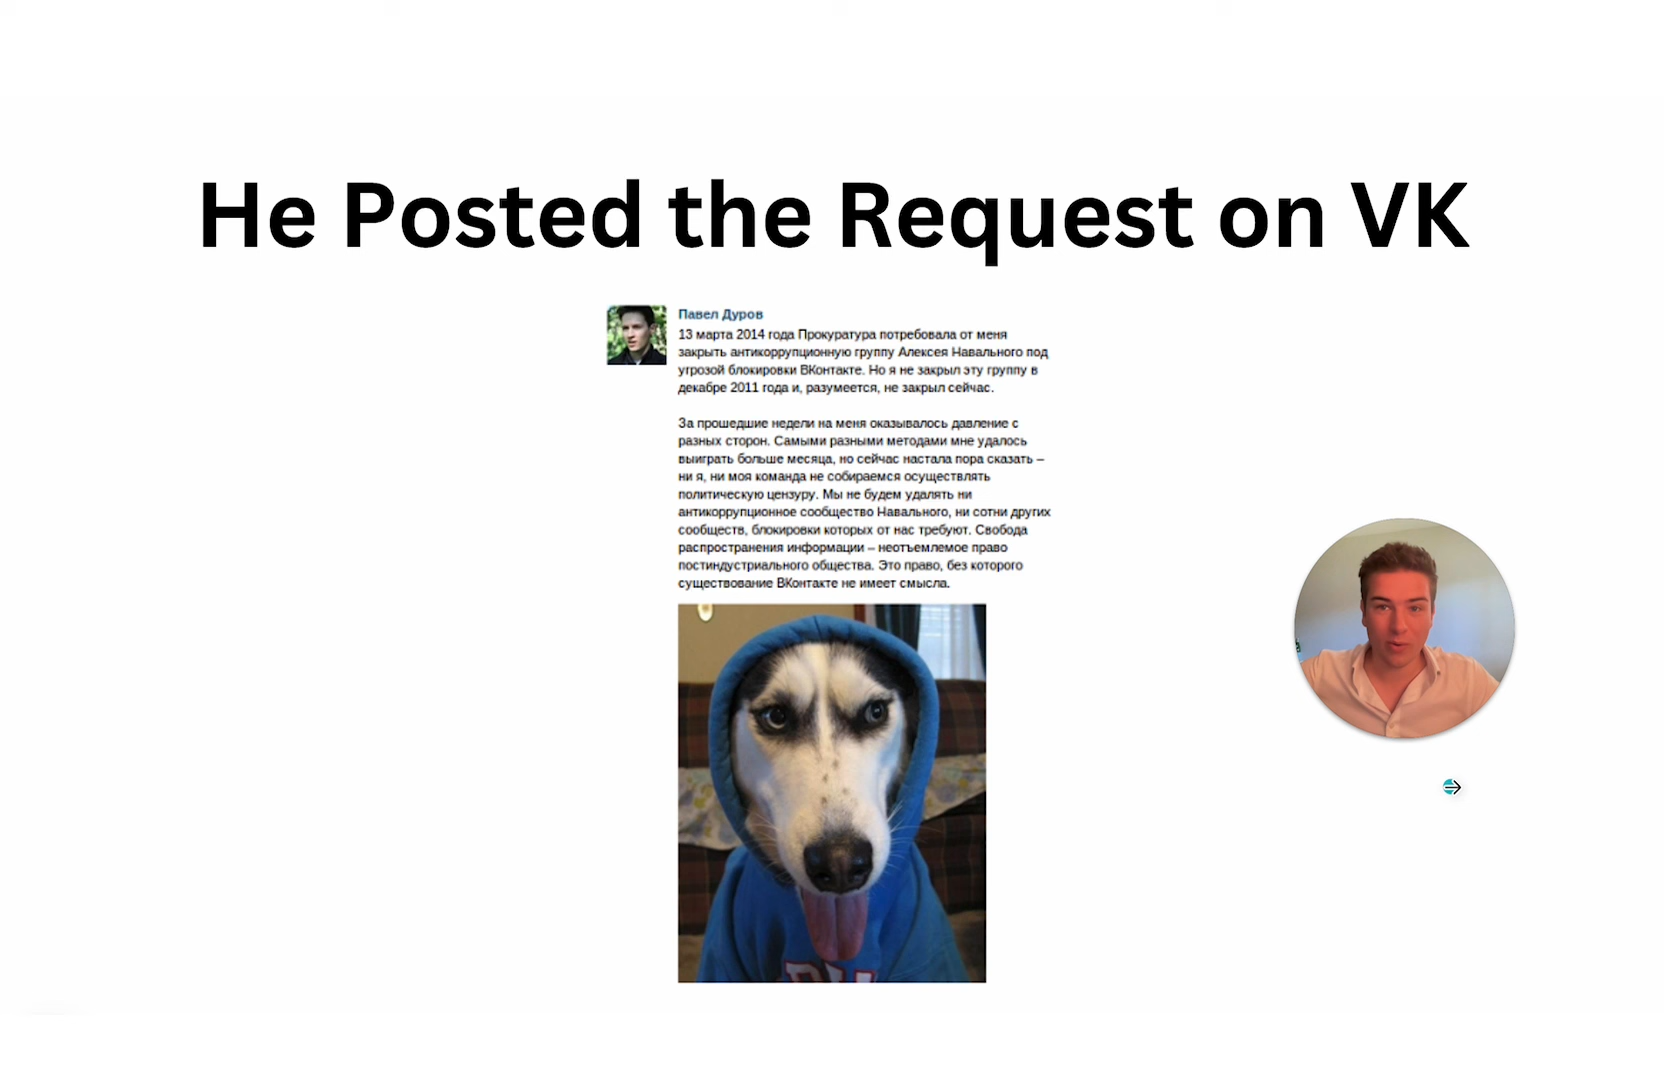 He Posted the Request on VK
Павел Дуров
13 марта 2014 года Прокуратура потребовала от меня
закрыть антикоррупционную группу Алексея Навального под
угрозой блокировки ВКонтакте. Но я не закрыл эту группу в
декабре 2011 года и, разумеется, не закрыл сейчас.
За прошедшие недели на меня оказывалось давление с
разных сторон. Самыми разными методами мне удалось
выиграть больше месяца, но сейчас настала пора сказать –
ни я, ни моя команда не собираемся осуществлять
политическую цензуру. Мы не будем удалять ни
антикоррупционное сообщество Навального, ни сотни других
сообществ, блокировки которых от нас требуют. Свобода
распространения информации – неотъемлемое право
постиндустриального общества. Это право, без которого
существование ВКонтакте не имеет смысла.